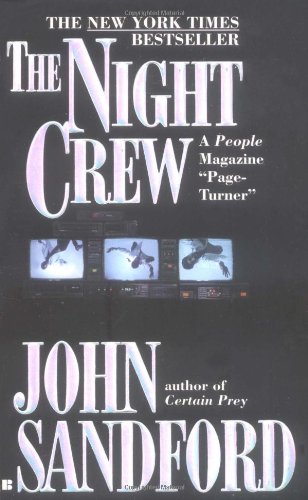 THE NEW YORK TIMES
BESTSELLER
THE
NIGHT
CREW
A People
Magazine
"Page-
Turner"
JOHN
author of
Certain Prey
SANDFORD
B